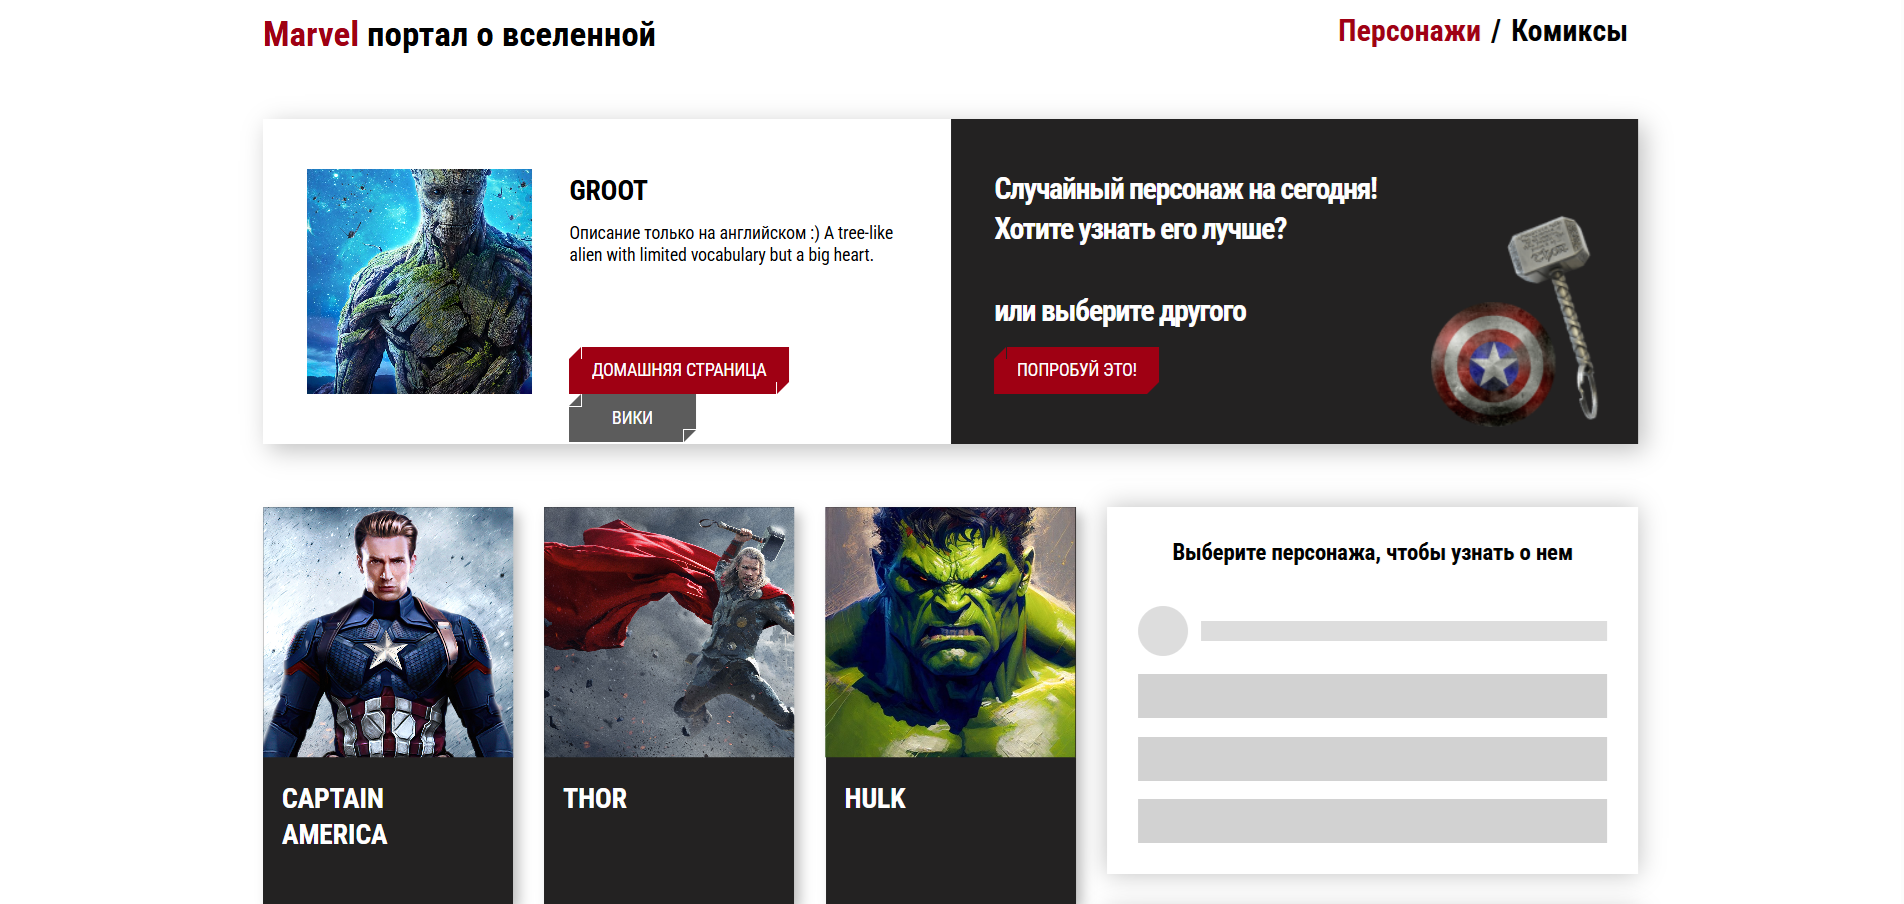 Marvel портал о вселенной
Персонажи / Комиксы
GROOT
Описание только на английском :) A tree-like
alien with limited vocabulary but a big heart.
ДОМАШНЯЯ СТРАНИЦА
ВИКИ
Случайный персонаж на сегодня!
Хотите узнать его лучше?
или выберите другого
ПОПРОБУЙ ЭТО!
CAPTAIN
AMERICA
THOR
HULK
Выберите персонажа, чтобы узнать о нем